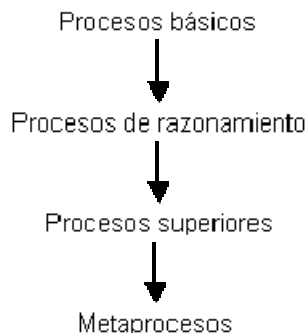 Procesos básicos
Procesos de razonamiento
Procesos superiores
Metaprocesos